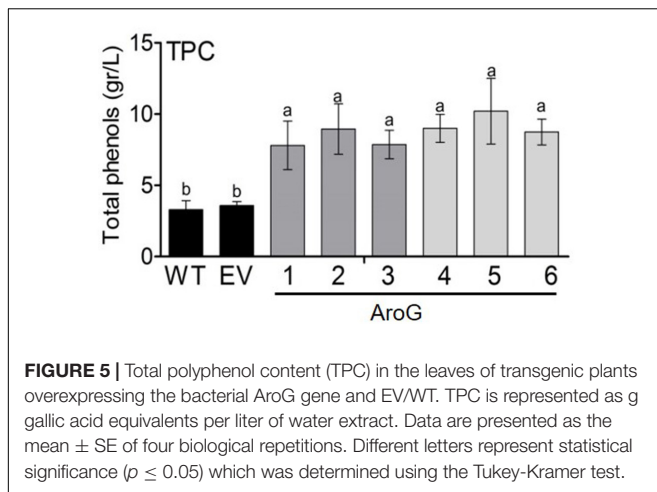 15
TPC
Total phenols (gr/L)
10
5
0
b b a a a a a a
WT EV 1 2 3 4 5 6
AroG
FIGURE 5 | Total polyphenol content (TPC) in the leaves of transgenic plants
overexpressing the bacterial AroG gene and EV/WT. TPC is represented as g
gallic acid equivalents per liter of water extract. Data are presented as the
mean ± SE of four biological repetitions. Different letters represent statistical
significance (p ≤ 0.05) which was determined using the Tukey-Kramer test.